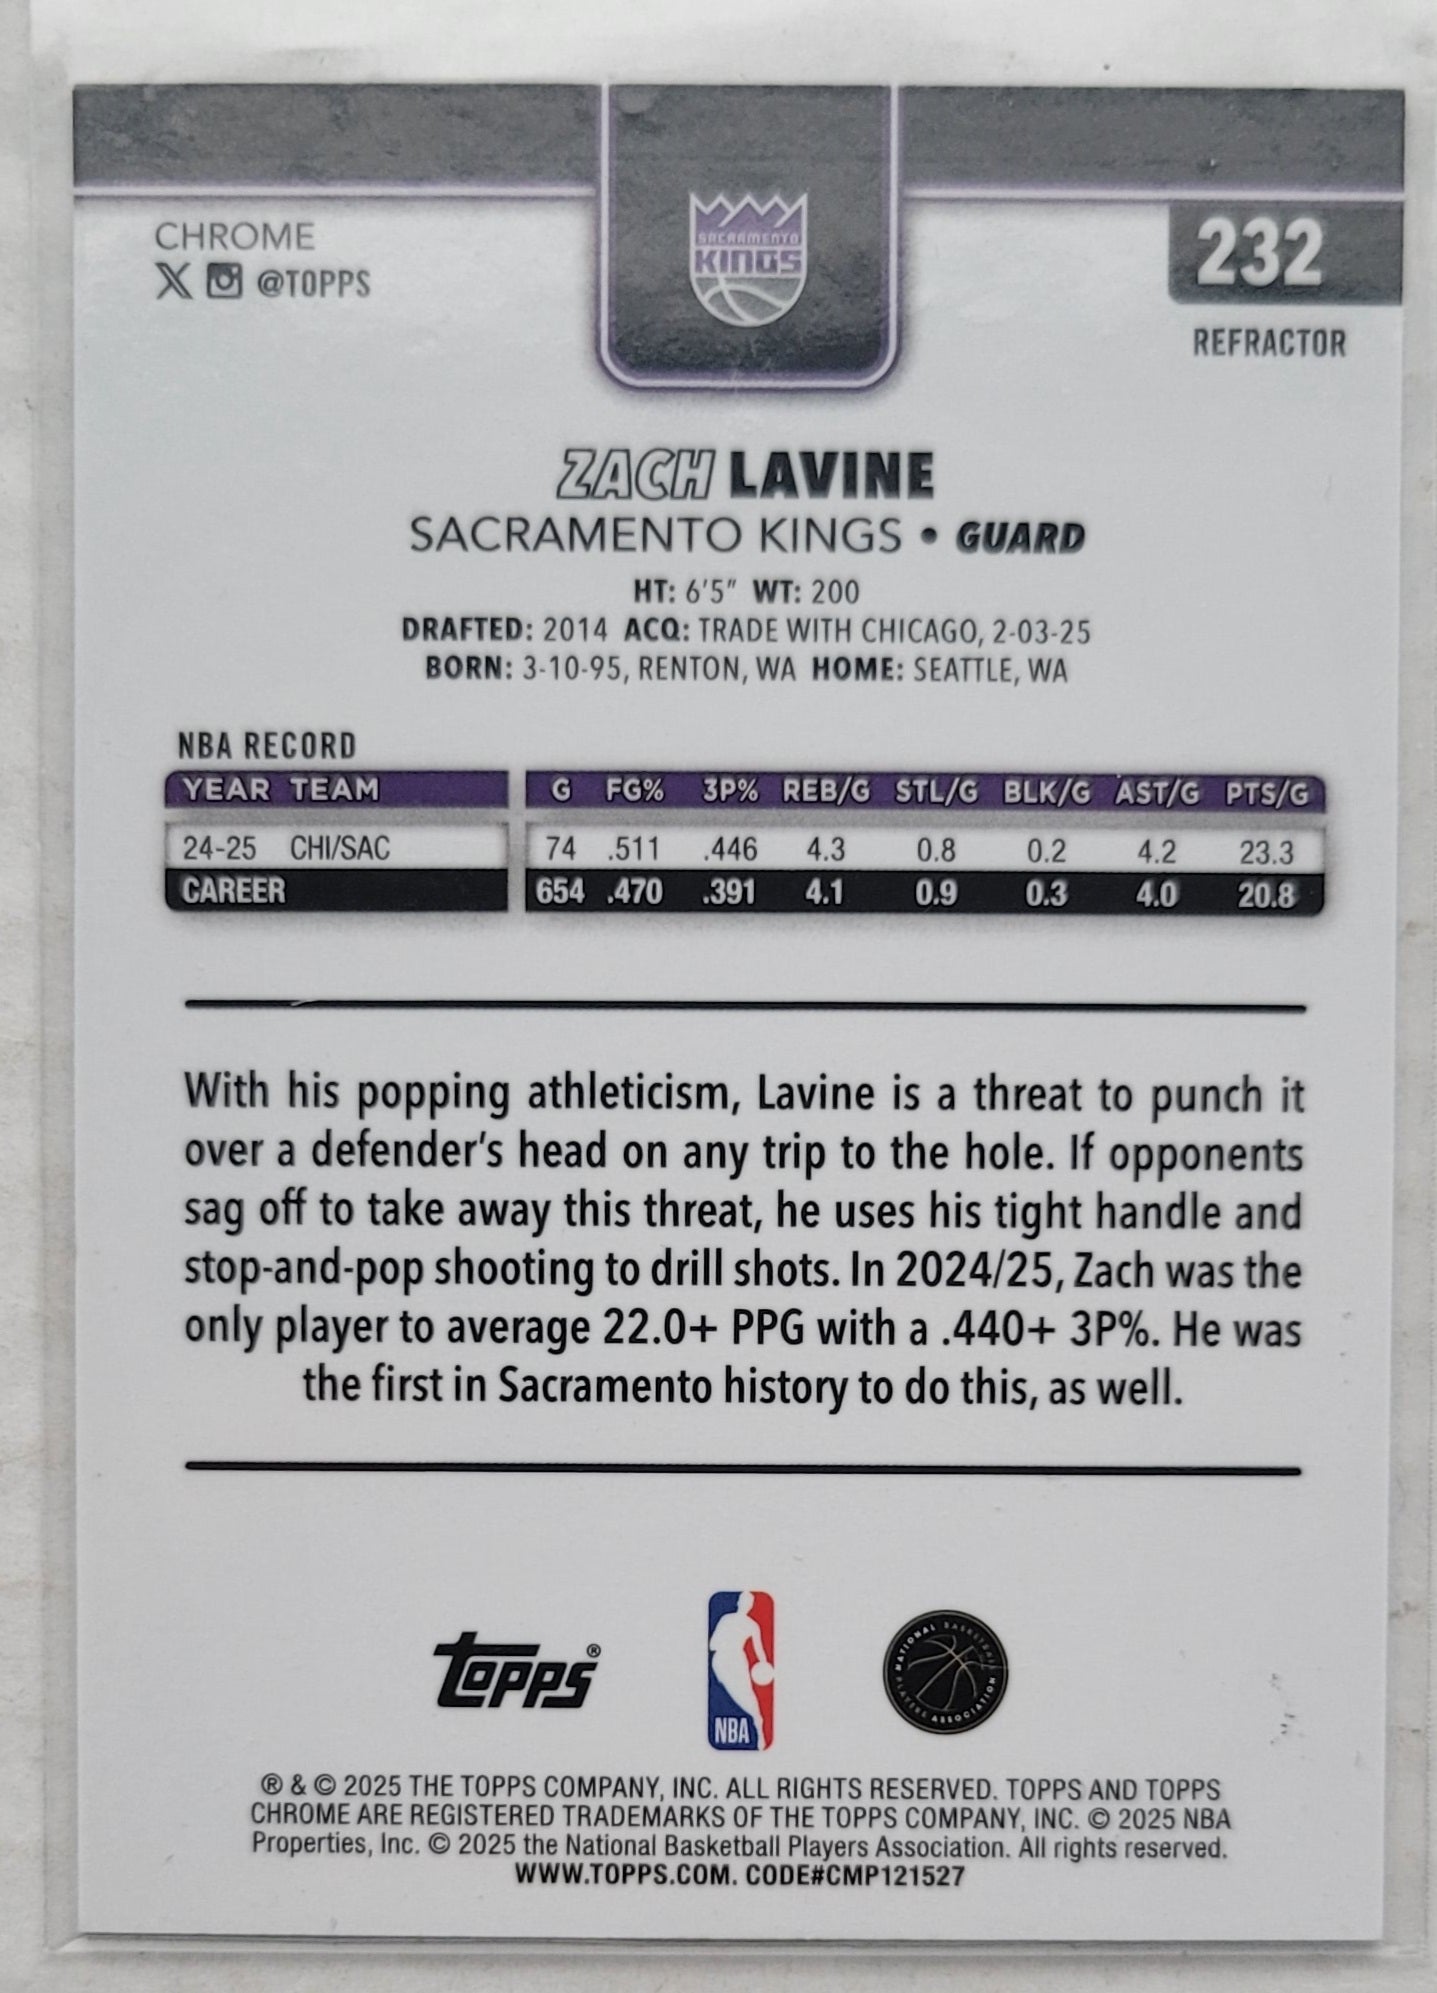 CHROME
@TOPPS
SACRAMENTO
KINGS
232
REFRACTOR
ZACH LAVINE
SACRAMENTO KINGS • GUARD
HT: 6'5" WT: 200
DRAFTED: 2014 ACQ: TRADE WITH CHICAGO, 2-03-25
BORN: 3-10-95, RENTON, WA HOME: SEATTLE, WA
NBA RECORD
YEAR TEAM G FG% 3P% REB/G STL/G BLK/G AST/G PTS/G
24-25 CHI/SAC 74 .511 .446 4.3 0.8 0.2 4.2 23.3
CAREER 654 .470 .391 4.1 0.9 0.3 4.0 20.8
With his popping athleticism, Lavine is a threat to punch it
over a defender's head on any trip to the hole. If opponents
sag off to take away this threat, he uses his tight handle and
stop-and-pop shooting to drill shots. In 2024/25, Zach was the
only player to average 22.0+ PPG with a .440+ 3P%. He was
the first in Sacramento history to do this, as well.
Topps®
NBA
NATIONAL BASKETBALL PLAYERS ASSOCIATION
® & © 2025 THE TOPPS COMPANY, INC. ALL RIGHTS RESERVED. TOPPS AND TOPPS
CHROME ARE REGISTERED TRADEMARKS OF THE TOPPS COMPANY, INC. © 2025 NBA
Properties, Inc. © 2025 the National Basketball Players Association. All rights reserved.
WWW.TOPPS.COM. CODE#CMP121527